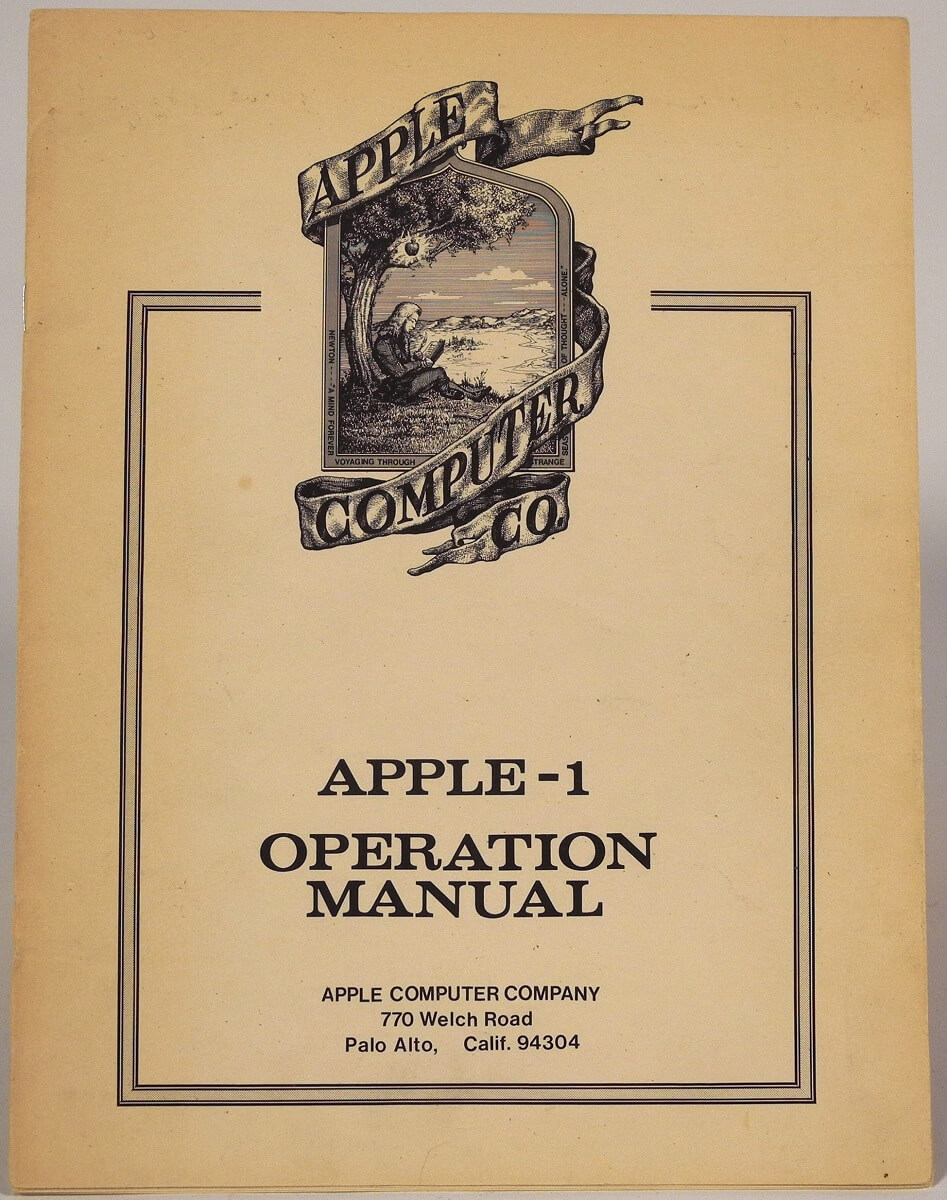 APPLE
NEWTON --- "A MIND FOREVER
VOYAGING THROUGH
STRANGE
SEAS
OF THOUGHT --- ALONE."
COMPUTER
CO.
APPLE-1
OPERATION
MANUAL
APPLE COMPUTER COMPANY
770 Welch Road
Palo Alto, Calif. 94304